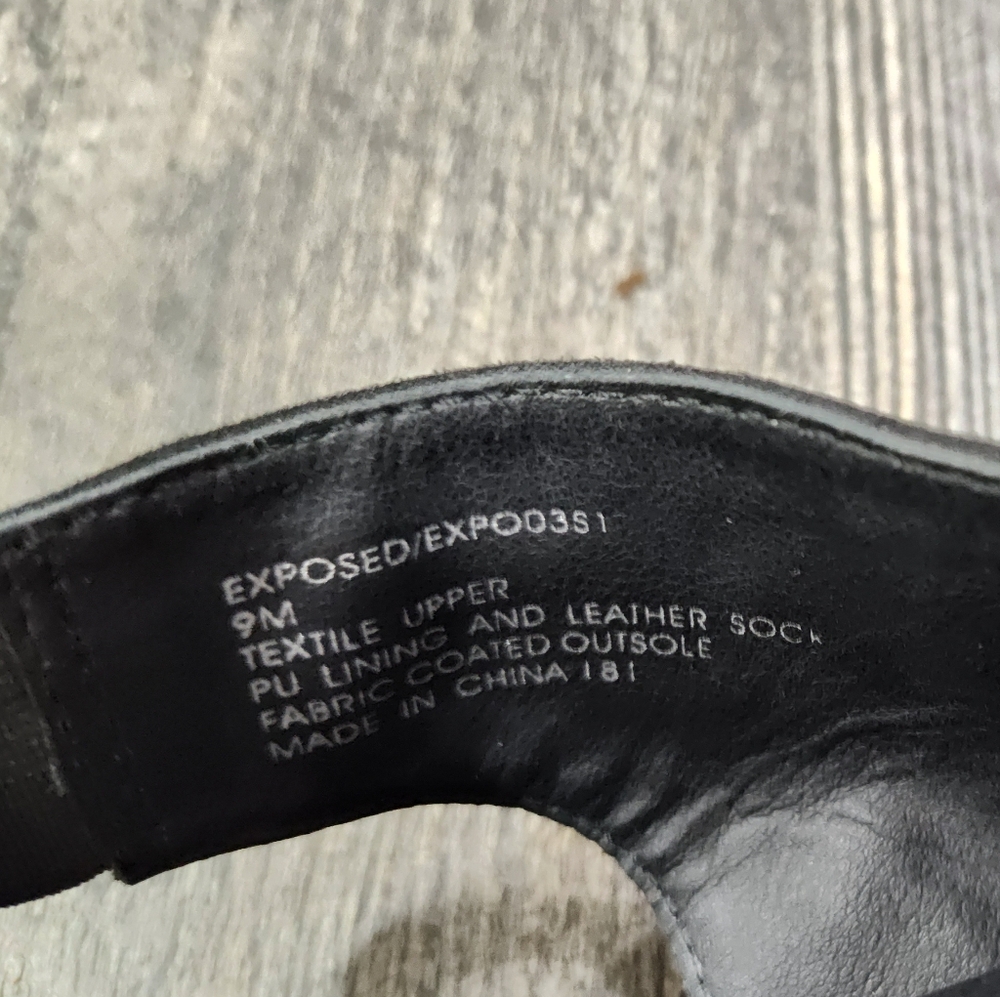 EXPOSED/EXPO03S1
9M
TEXTILE UPPER
PU LINING AND LEATHER SOCK
FABRIC COATED OUTSOLE
MADE IN CHINA 181